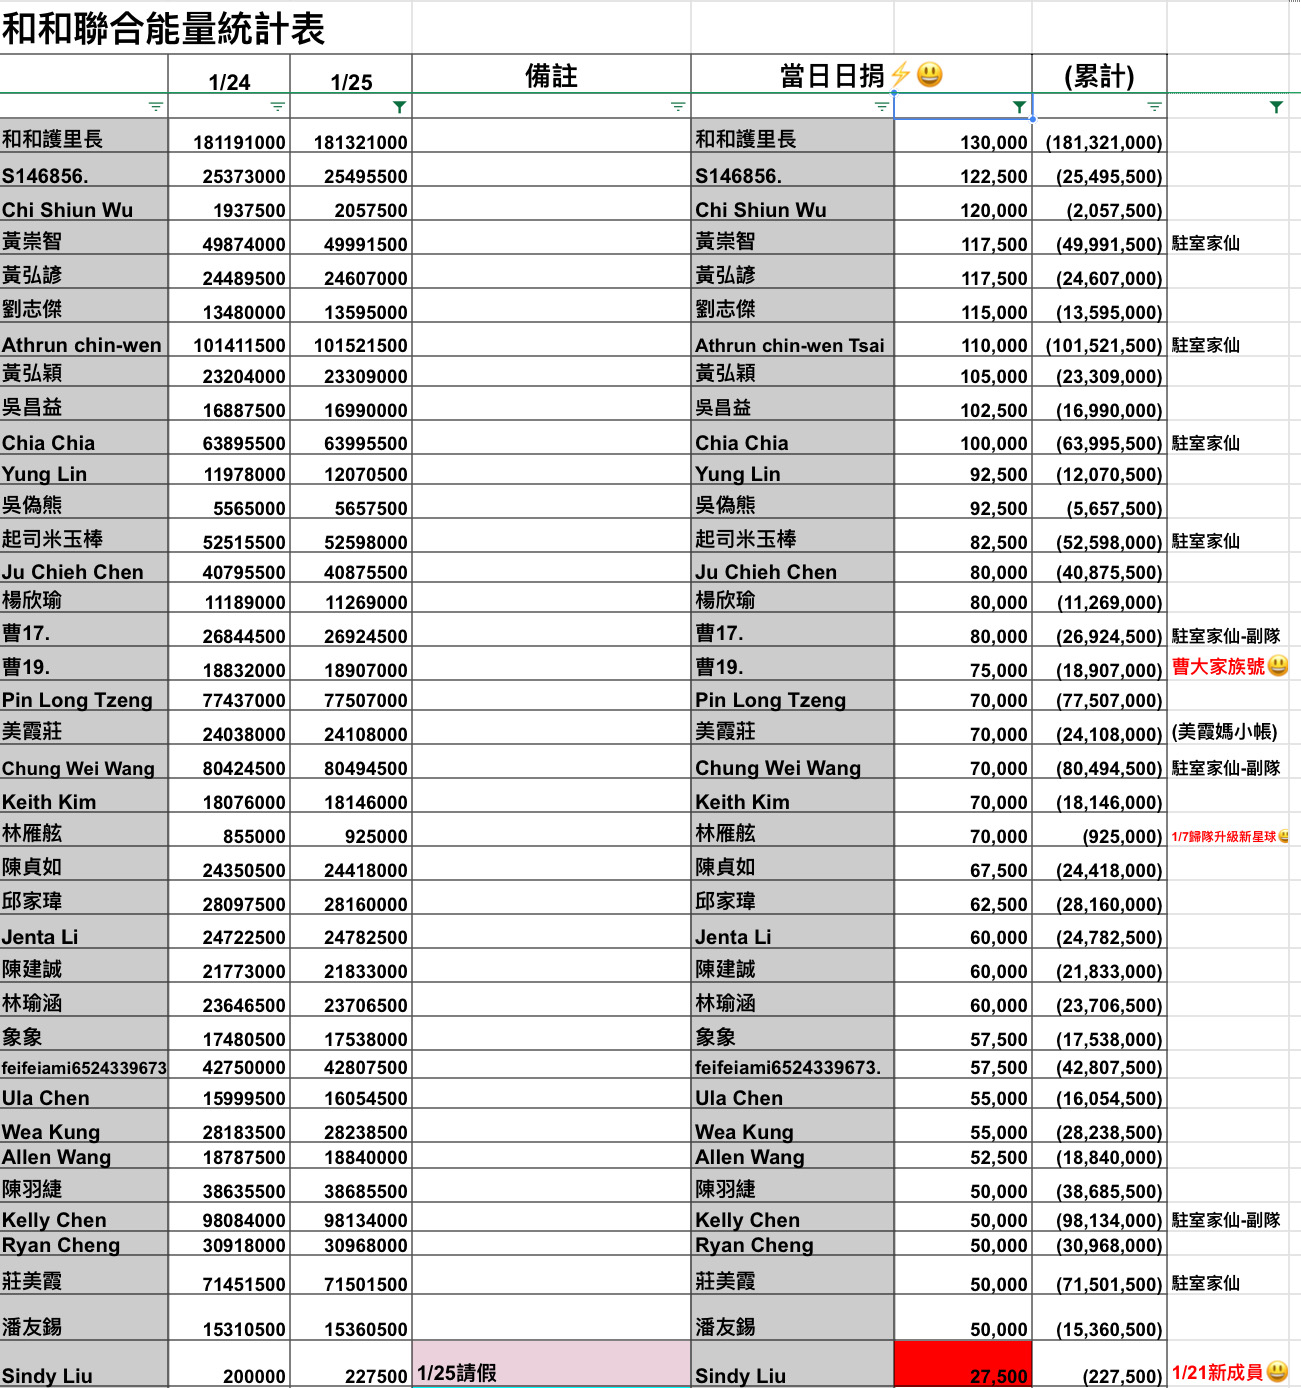 和和聯合能量統計表
1/24 1/25 備註 當日日捐⚡😃 (累計)
和和護里長 181191000 181321000 和和護里長 130,000 (181,321,000)
S146856. 25373000 25495500 S146856. 122,500 (25,495,500)
Chi Shiun Wu 1937500 2057500 Chi Shiun Wu 120,000 (2,057,500)
黃崇智 49874000 49991500 黃崇智 117,500 (49,991,500) 駐室家仙
黃弘諺 24489500 24607000 黃弘諺 117,500 (24,607,000)
劉志傑 13480000 13595000 劉志傑 115,000 (13,595,000)
Athrun chin-wen 101411500 101521500 Athrun chin-wen Tsai 110,000 (101,521,500) 駐室家仙
黃弘穎 23204000 23309000 黃弘穎 105,000 (23,309,000)
吳昌益 16887500 16990000 吳昌益 102,500 (16,990,000)
Chia Chia 63895500 63995500 Chia Chia 100,000 (63,995,500) 駐室家仙
Yung Lin 11978000 12070500 Yung Lin 92,500 (12,070,500)
吳偽熊 5565000 5657500 吳偽熊 92,500 (5,657,500)
起司米玉棒 52515500 52598000 起司米玉棒 82,500 (52,598,000) 駐室家仙
Ju Chieh Chen 40795500 40875500 Ju Chieh Chen 80,000 (40,875,500)
楊欣瑜 11189000 11269000 楊欣瑜 80,000 (11,269,000)
曹17. 26844500 26924500 曹17. 80,000 (26,924,500) 駐室家仙-副隊
曹19. 18832000 18907000 曹19. 75,000 (18,907,000) 曹大家族號😃
Pin Long Tzeng 77437000 77507000 Pin Long Tzeng 70,000 (77,507,000)
美霞莊 24038000 24108000 美霞莊 70,000 (24,108,000) (美霞媽小帳)
Chung Wei Wang 80424500 80494500 Chung Wei Wang 70,000 (80,494,500) 駐室家仙-副隊
Keith Kim 18076000 18146000 Keith Kim 70,000 (18,146,000)
林雁舷 855000 925000 林雁舷 70,000 (925,000) 1/7歸隊升級新星球😃
陳貞如 24350500 24418000 陳貞如 67,500 (24,418,000)
邱家瑋 28097500 28160000 邱家瑋 62,500 (28,160,000)
Jenta Li 24722500 24782500 Jenta Li 60,000 (24,782,500)
陳建誠 21773000 21833000 陳建誠 60,000 (21,833,000)
林瑜涵 23646500 23706500 林瑜涵 60,000 (23,706,500)
象象 17480500 17538000 象象 57,500 (17,538,000)
feifeiami6524339673 42750000 42807500 feifeiami6524339673. 57,500 (42,807,500)
Ula Chen 15999500 16054500 Ula Chen 55,000 (16,054,500)
Wea Kung 28183500 28238500 Wea Kung 55,000 (28,238,500)
Allen Wang 18787500 18840000 Allen Wang 52,500 (18,840,000)
陳羽緁 38635500 38685500 陳羽緁 50,000 (38,685,500)
Kelly Chen 98084000 98134000 Kelly Chen 50,000 (98,134,000) 駐室家仙-副隊
Ryan Cheng 30918000 30968000 Ryan Cheng 50,000 (30,968,000)
莊美霞 71451500 71501500 莊美霞 50,000 (71,501,500) 駐室家仙
潘友錫 15310500 15360500 潘友錫 50,000 (15,360,500)
Sindy Liu 200000 227500 1/25請假 Sindy Liu 27,500 (227,500) 1/21新成員😃